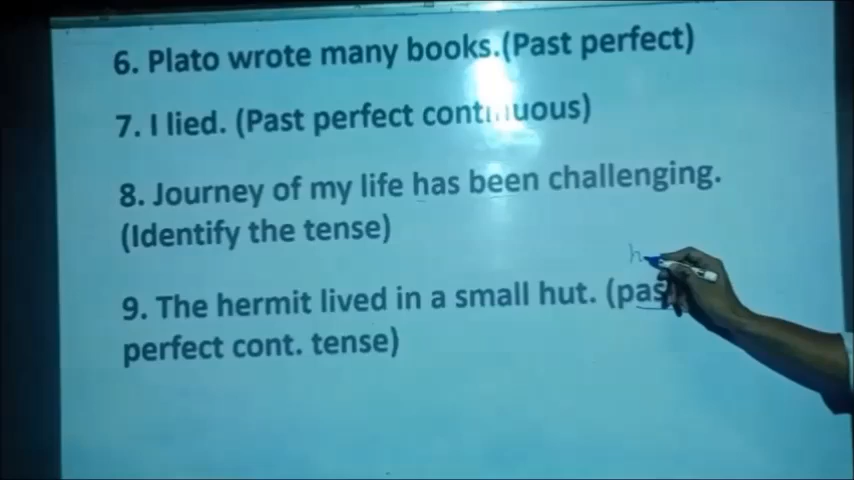 6. Plato wrote many books.(Past perfect)
7. I lied. (Past perfect continuous)
8. Journey of my life has been challenging.
(Identify the tense)
h
9. The hermit lived in a small hut. (pas
perfect cont. tense)